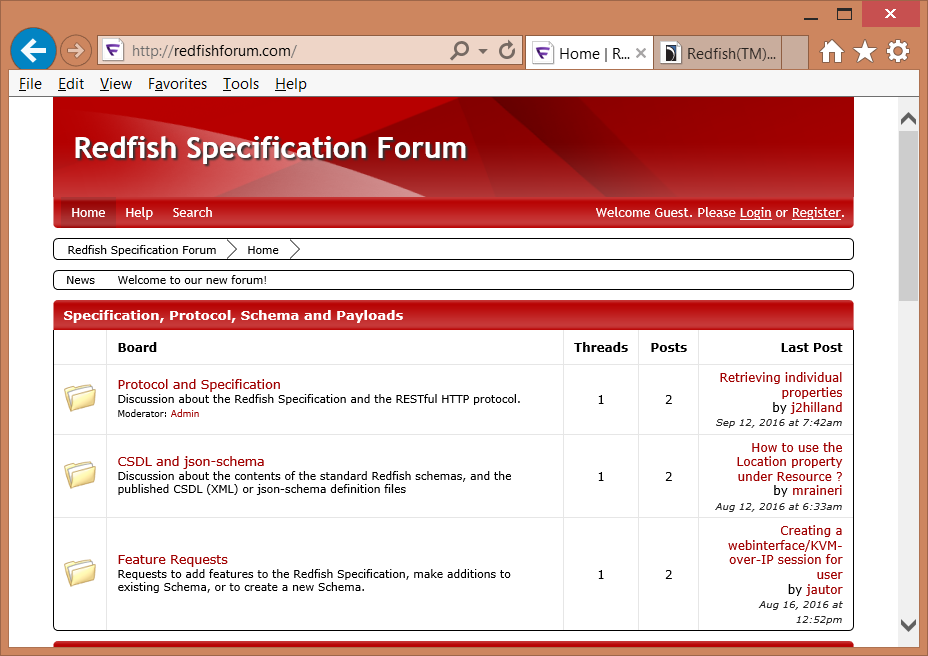 http://redfishforum.com/
Home | R...
Redfish(TM)...
File Edit View Favorites Tools Help
Redfish Specification Forum
Home Help Search
Welcome Guest. Please Login or Register.
Redfish Specification Forum Home
News Welcome to our new forum!
Specification, Protocol, Schema and Payloads
Board Threads Posts Last Post
Protocol and Specification
Discussion about the Redfish Specification and the RESTful HTTP protocol.
Moderator: Admin
1
2
Retrieving individual
properties
by j2hilland
Sep 12, 2016 at 7:42am
CSDL and json-schema
Discussion about the contents of the standard Redfish schemas, and the
published CSDL (XML) or json-schema definition files
1
2
How to use the
Location property
under Resource ?
by mraineri
Aug 12, 2016 at 6:33am
Feature Requests
Requests to add features to the Redfish Specification, make additions to
existing Schema, or to create a new Schema.
1
2
Creating a
webinterface/KVM-
over-IP session for
user
by jautor
Aug 16, 2016 at
12:52pm